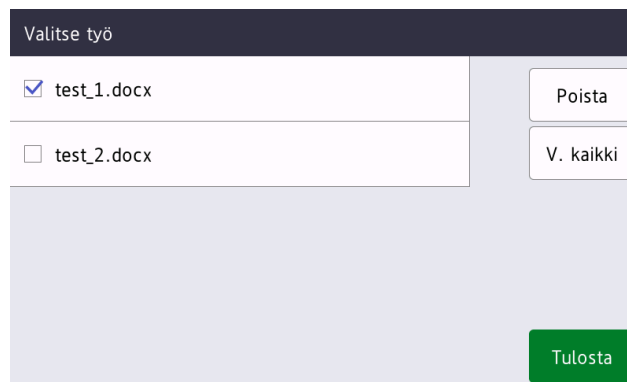 Valitse työ
test_1.docx
Poista
test_2.docx
V. kaikki
Tulosta